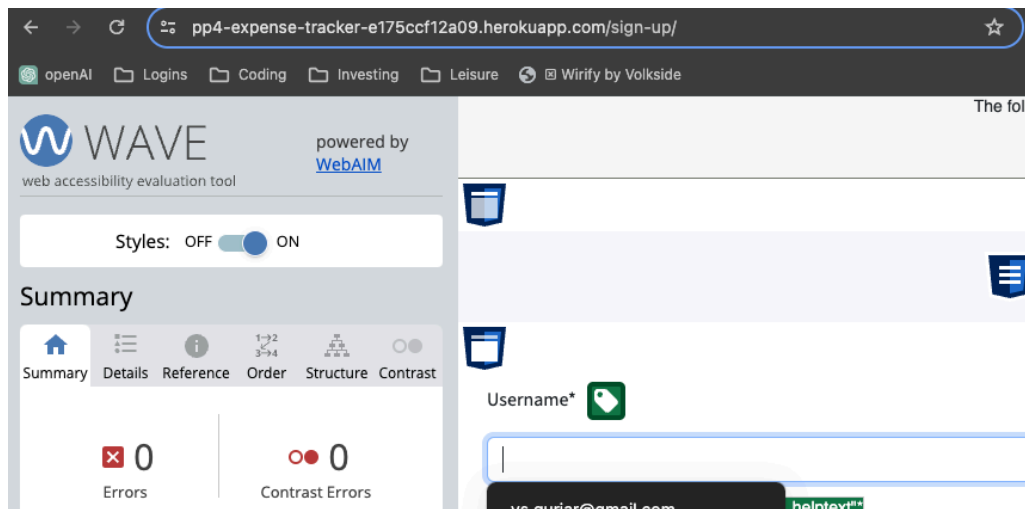 pp4-expense-tracker-e175ccf12a09.herokuapp.com/sign-up/
openAI Logins Coding Investing Leisure Wirify by Volkside
The fol
WAVE
powered by
WebAIM
web accessibility evaluation tool
Styles: OFF ON
Summary
Summary Details Reference Order Structure Contrast
Username*
0 0
Errors Contrast Errors
helptext"*